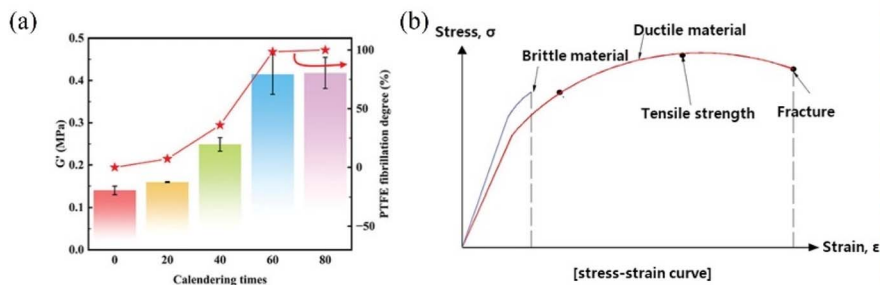 (a)
G' (MPa)
0.5
0.4
0.3
0.2
0.1
0.0
0
20
40
60
80
Calendering times
100
50
0
−50
PTFE fibrillation degree (%)
(b)
Stress, σ
Brittle material
Ductile material
Tensile strength
Fracture
Strain, ε
[stress-strain curve]